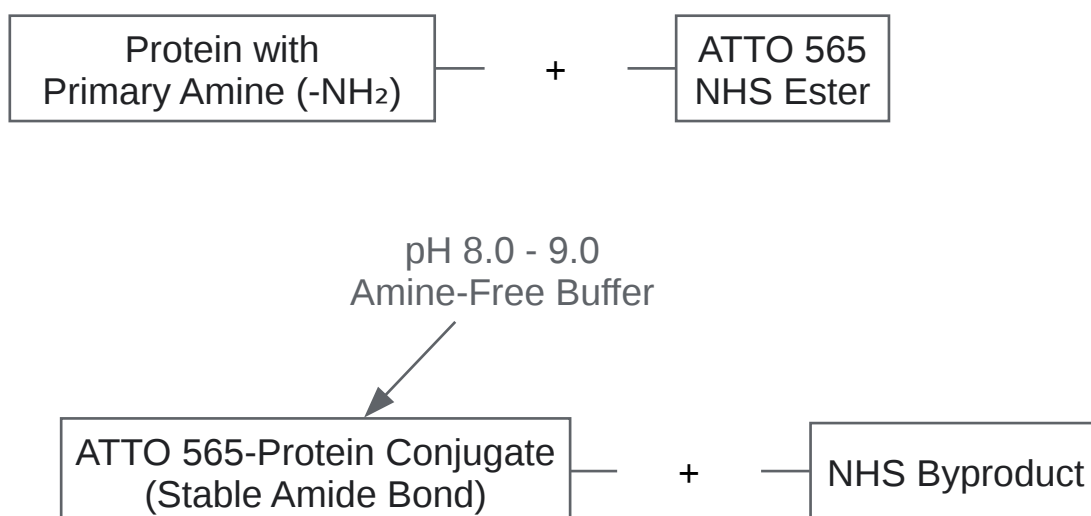 Protein with
Primary Amine (-NH₂)
+
ATTO 565
NHS Ester
pH 8.0 - 9.0
Amine-Free Buffer
ATTO 565-Protein Conjugate
(Stable Amide Bond)
+
NHS Byproduct